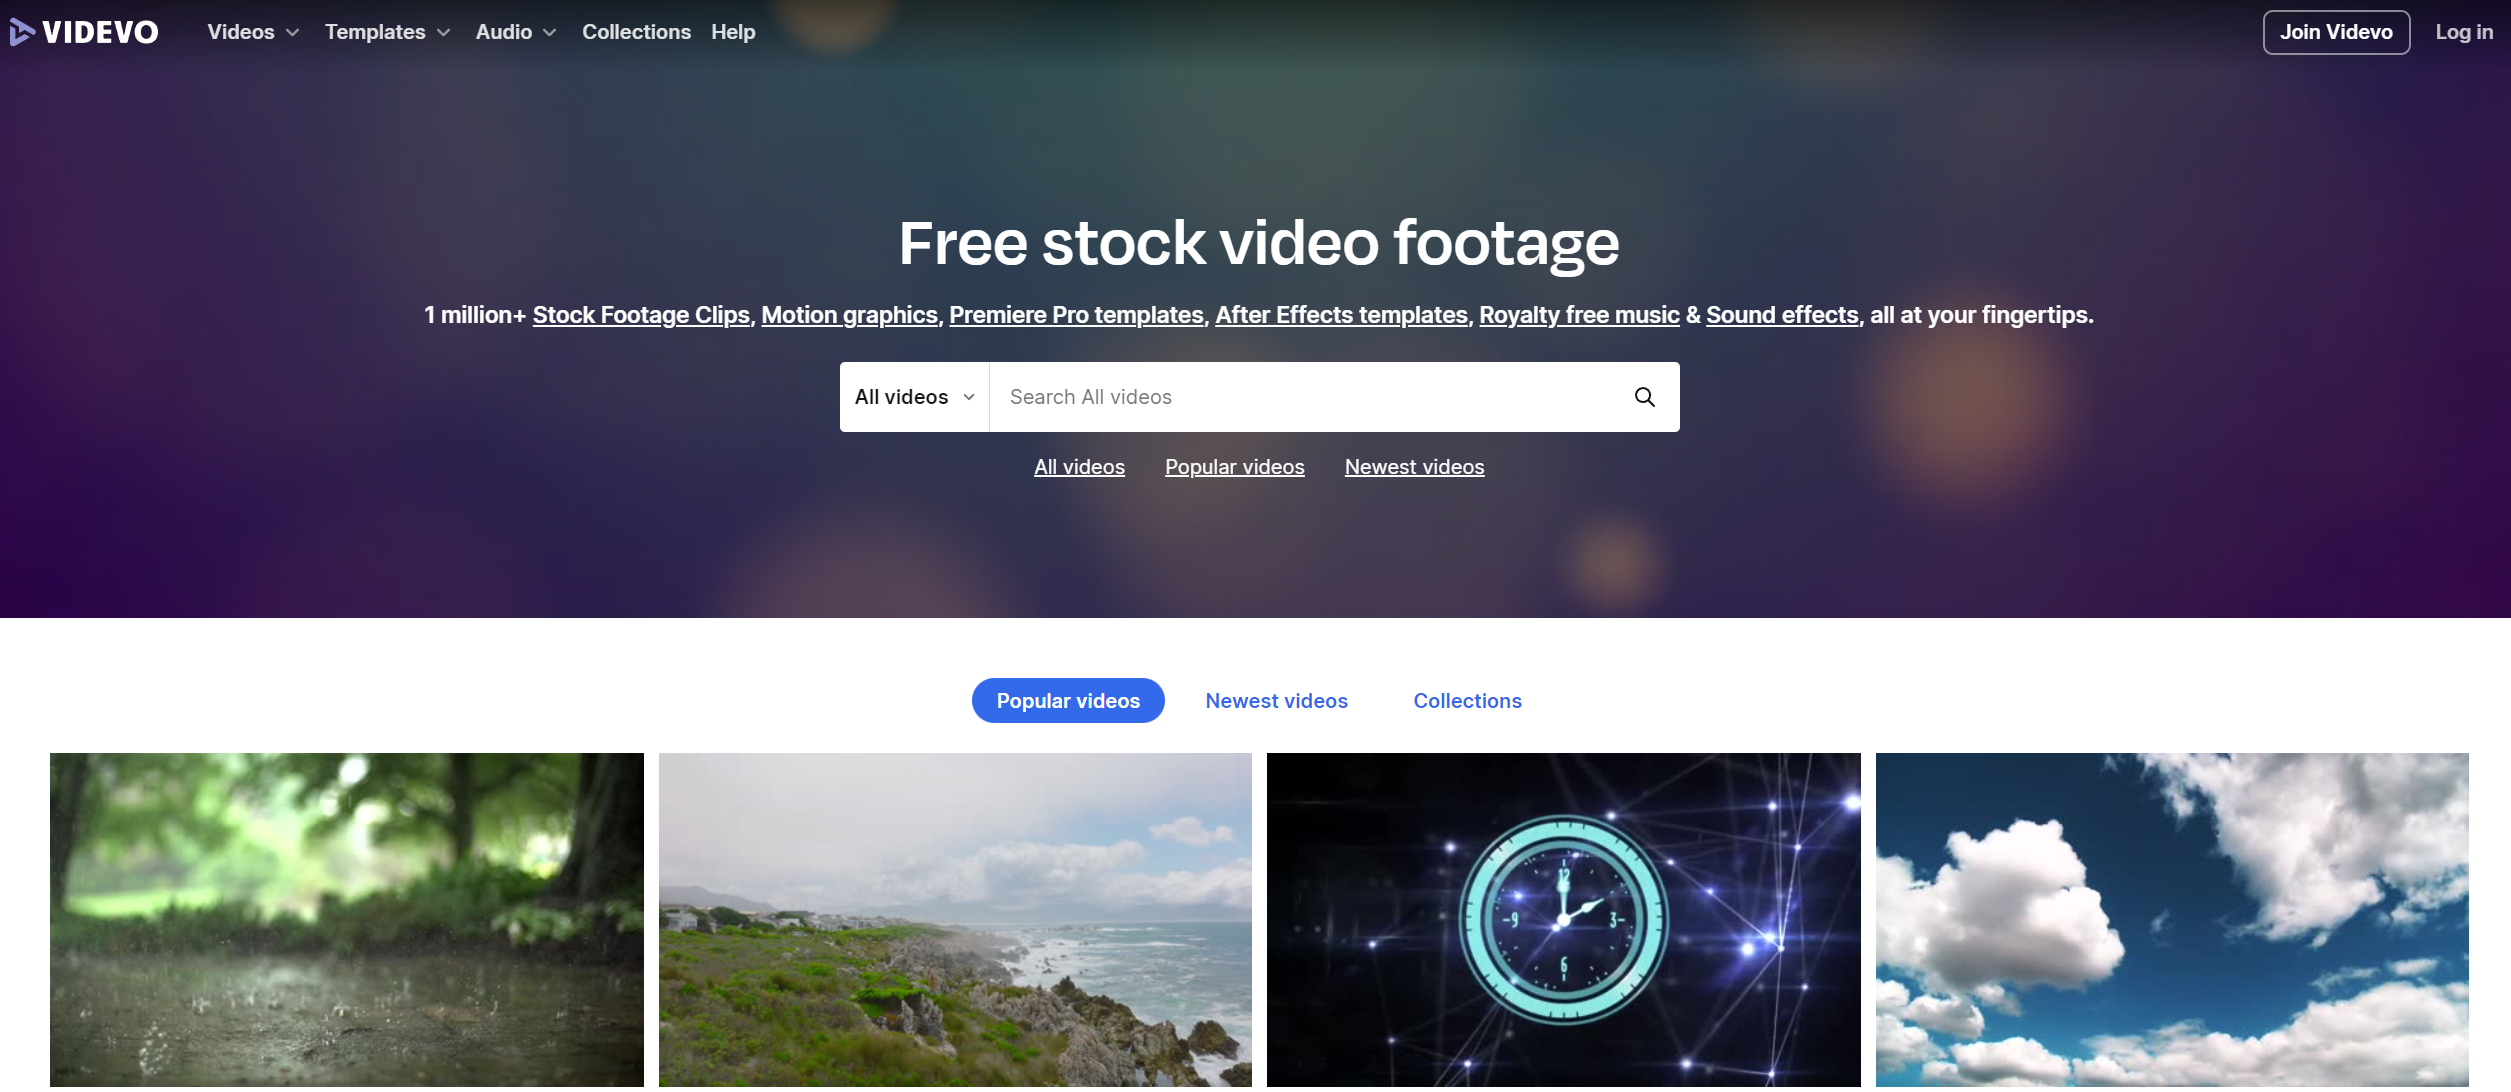 VIDEVO Videos Templates Audio Collections Help Join Videvo Log in
Free stock video footage
1 million+ Stock Footage Clips, Motion graphics, Premiere Pro templates, After Effects templates, Royalty free music & Sound effects, all at your fingertips.
All videos Search All videos
All videos Popular videos Newest videos
Popular videos Newest videos Collections
12
9 3
6